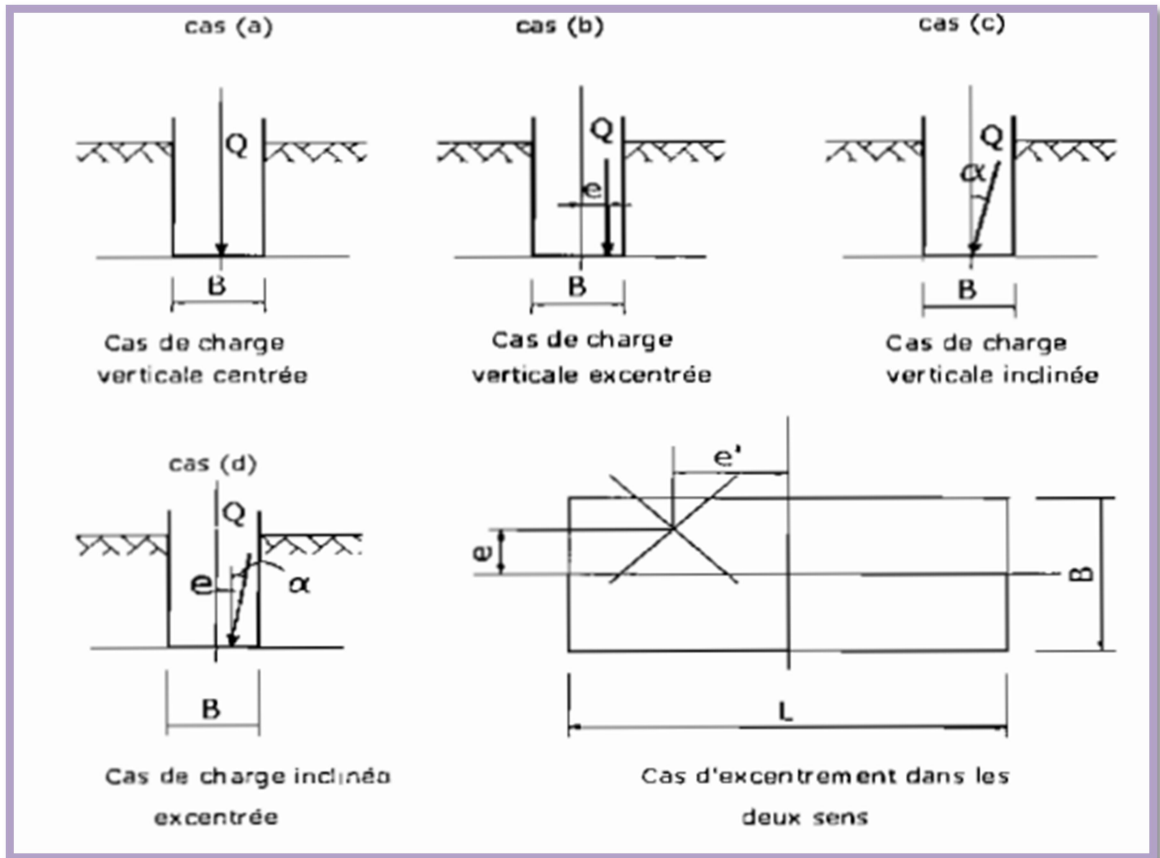 cas (a)
cas (b)
cas (c)
Q
Q
e
Q
α
B
B
B
Cas de charge
verticale centrée
Cas de charge
verticale excentrée
Cas de charge
verticale inclinée
cas (d)
Q
e
α
B
e'
e
B
L
Cas de charge inclinéo
excentrée
Cas d'excentrement dans les
deux sens